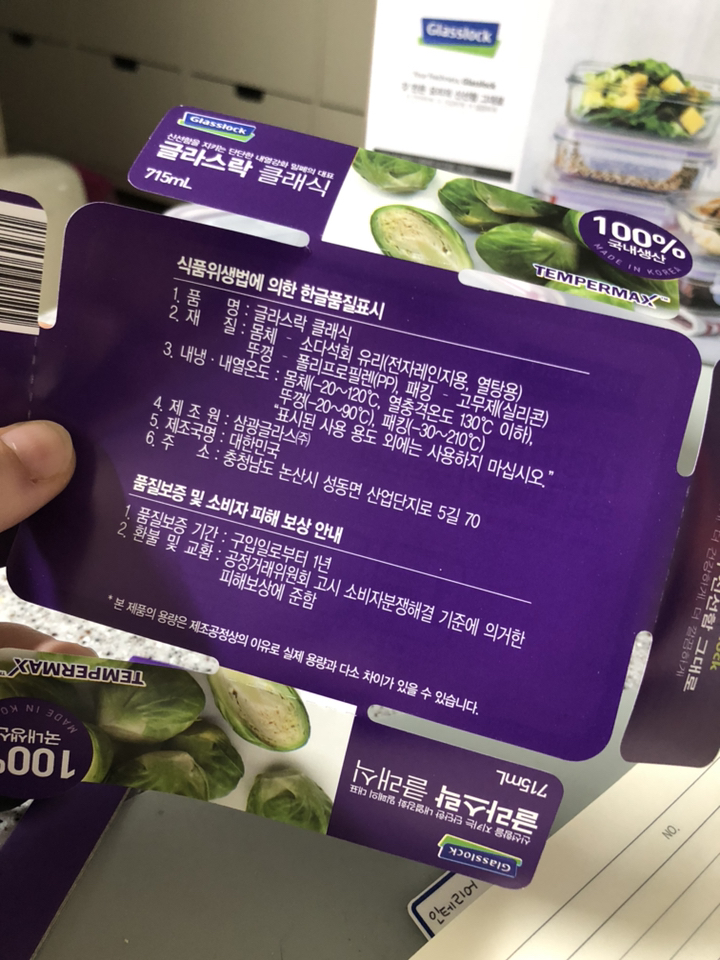 Glasslock
Glasslock
신선함을 지키는 단단한 내열강화 밀폐의 대표
글라스락 클래식
715mL
100%
국내생산
MADE IN KOREA
TEMPERMAX™
식품위생법에 의한 한글품질표시
1. 품 명 : 글라스락 클래식
2. 재 질 : 몸체 - 소다석회 유리(전자레인지용, 열탕용)
뚜껑 - 폴리프로필렌(PP), 패킹 - 고무제(실리콘)
3. 내냉·내열온도 : 몸체(-20~120℃, 열충격온도 130℃ 이하),
뚜껑(-20~90℃), 패킹(-30~210℃)
"표시된 사용 용도 외에는 사용하지 마십시오."
4. 제 조 원 : 삼광글라스㈜
5. 제조국명 : 대한민국
6. 주 소 : 충청남도 논산시 성동면 산업단지로 5길 70
품질보증 및 소비자 피해 보상 안내
1. 품질보증 기간 : 구입일로부터 1년
2. 환불 및 교환 : 공정거래위원회 고시 소비자분쟁해결 기준에 의거한
피해보상에 준함
* 본 제품의 용량은 제조공정상의 이유로 실제 용량과 다소 차이가 있을 수 있습니다.
TEMPERMAX
100%
국내생산
MADE IN KO
715mL
글라스락 클래식
신선함을 지키는 단단한 내열강화 밀폐의 대표
Glasslock
그대로
NO.